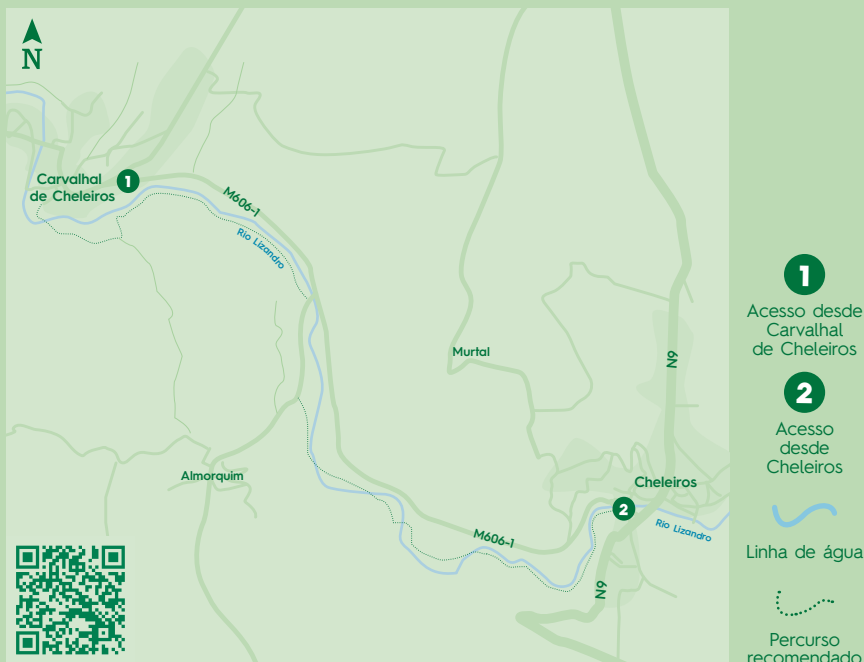 N
Carvalhal
de Cheleiros
1
M606-1
Rio Lizandro
Murtal
N9
Almorquim
Cheleiros
2
Rio Lizandro
M606-1
N9
1
Acesso desde
Carvalhal
de Cheleiros
2
Acesso
desde
Cheleiros
Linha de água
Percurso
recomendado